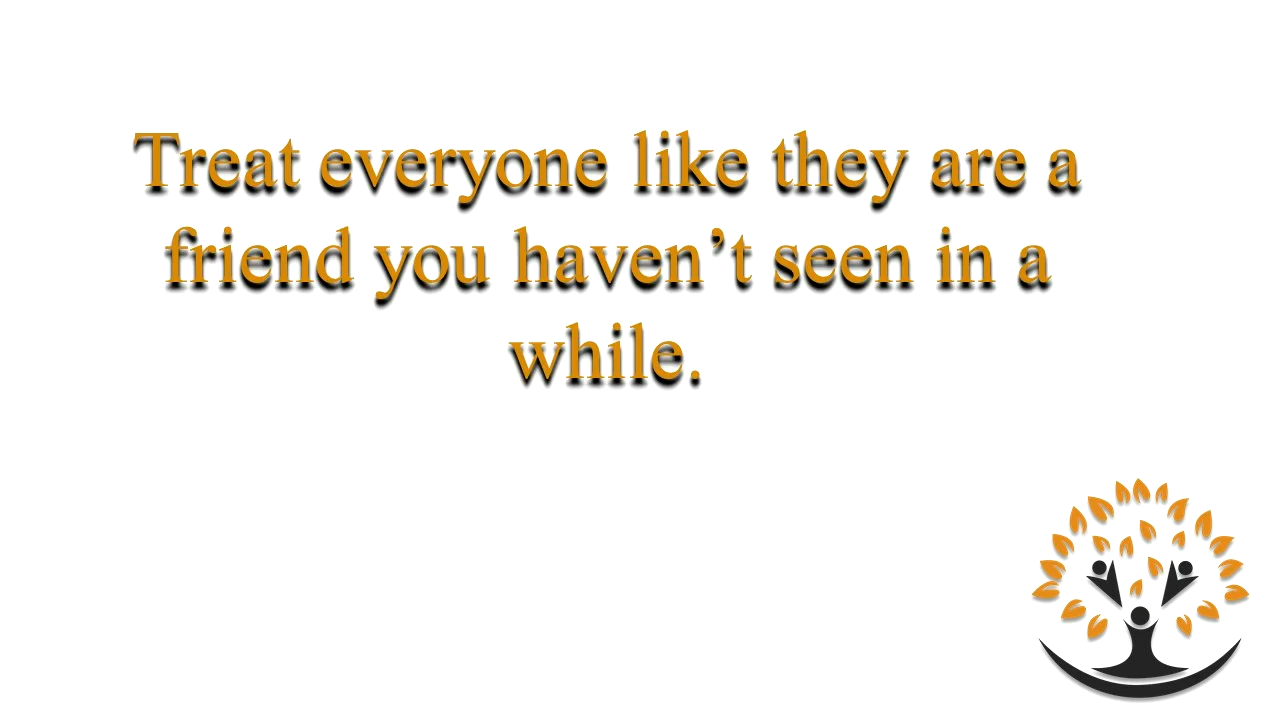 Treat everyone like they are a
friend you haven’t seen in a
while.